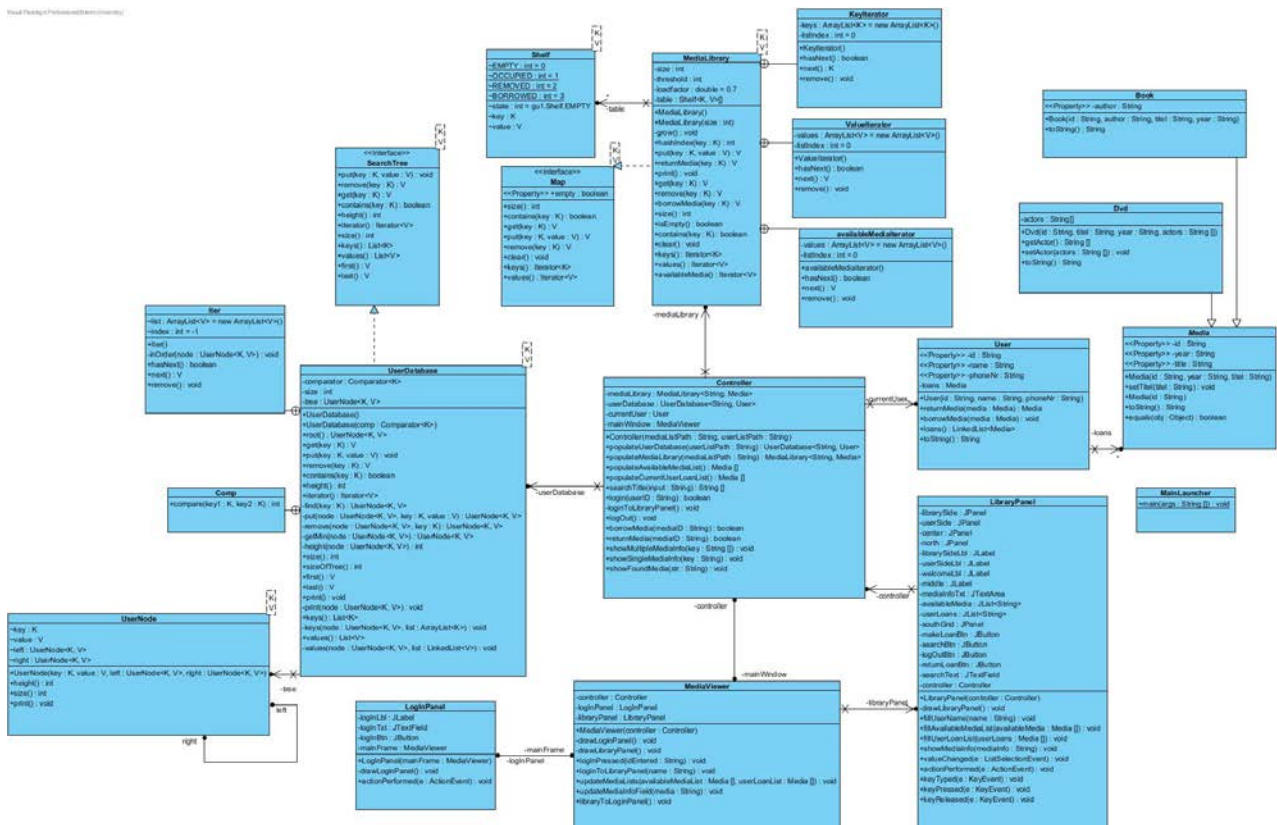 Visual Paradigm Professional(Malmö University)
K
V
Shelf
~EMPTY : int = 0
~OCCUPIED : int = 1
~REMOVED : int = 2
~BORROWED : int = 3
~state : int = gu1.Shelf.EMPTY
~key : K
~value : V
K
V
MediaLibrary
-size : int
-threshold : int
-loadfactor : double = 0.7
-table : Shelf<K, V>[]
+MediaLibrary()
+MediaLibrary(size : int)
-grow() : void
+hashIndex(key : K) : int
+put(key : K, value : V) : V
+returnMedia(key : K) : V
+print() : void
+get(key : K) : V
+remove(key : K) : V
+borrowMedia(key : K) : V
+size() : int
+isEmpty() : boolean
+contains(key : K) : boolean
+clear() : void
+keys() : Iterator<K>
+values() : Iterator<V>
+availableMedia() : Iterator<V>
*
-table
KeyIterator
-keys : ArrayList<K> = new ArrayList<K>()
-listIndex : int = 0
+KeyIterator()
+hasNext() : boolean
+next() : K
+remove() : void
ValueIterator
-values : ArrayList<V> = new ArrayList<V>()
-listIndex : int = 0
+ValueIterator()
+hasNext() : boolean
+next() : V
+remove() : void
availableMediaIterator
-values : ArrayList<V> = new ArrayList<V>()
-listIndex : int = 0
+availableMediaIterator()
+hasNext() : boolean
+next() : V
+remove() : void
Book
<<Property>> -author : String
+Book(id : String, author : String, titel : String, year : String)
+toString() : String
Dvd
-actors : String[]
+Dvd(id : String, titel : String, year : String, actors : String [])
+getActor() : String []
+setActor(actors : String []) : void
+toString() : String
K
V
<<Interface>>
SearchTree
+put(key : K, value : V) : void
+remove(key : K) : V
+get(key : K) : V
+contains(key : K) : boolean
+height() : int
+iterator() : Iterator<V>
+size() : int
+keys() : List<K>
+values() : List<V>
+first() : V
+last() : V
K
V
<<Interface>>
Map
<<Property>> +empty : boolean
+size() : int
+contains(key : K) : boolean
+get(key : K) : V
+put(key : K, value : V) : V
+remove(key : K) : V
+clear() : void
+keys() : Iterator<K>
+values() : Iterator<V>
-mediaLibrary
Iter
~list : ArrayList<V> = new ArrayList<V>()
~index : int = -1
+Iter()
-inOrder(node : UserNode<K, V>) : void
+hasNext() : boolean
+next() : V
+remove() : void
K
V
UserDatabase
-comparator : Comparator<K>
-size : int
-tree : UserNode<K, V>
+UserDatabase()
+UserDatabase(comp : Comparator<K>)
+root() : UserNode<K, V>
+get(key : K) : V
+put(key : K, value : V) : void
+remove(key : K) : V
+contains(key : K) : boolean
+height() : int
+iterator() : Iterator<V>
-find(key : K) : UserNode<K, V>
-put(node : UserNode<K, V>, key : K, value : V) : UserNode<K, V>
-remove(node : UserNode<K, V>, key : K) : UserNode<K, V>
-getMin(node : UserNode<K, V>) : UserNode<K, V>
-height(node : UserNode<K, V>) : int
+size() : int
+sizeOfTree() : int
+first() : V
+last() : V
+print() : void
-print(node : UserNode<K, V>) : void
+keys() : List<K>
-keys(node : UserNode<K, V>, list : ArrayList<K>) : void
+values() : List<V>
-values(node : UserNode<K, V>, list : LinkedList<V>) : void
Comp
+compare(key1 : K, key2 : K) : int
Controller
-mediaLibrary : MediaLibrary<String, Media>
-userDatabase : UserDatabase<String, User>
-currentUser : User
-mainWindow : MediaViewer
+Controller(mediaListPath : String, userListPath : String)
+populateUserDatabase(userListPath : String) : UserDatabase<String, User>
+populateMediaLibrary(mediaListPath : String) : MediaLibrary<String, Media>
+populateAvailableMediaList() : Media []
+populateCurrentUserLoanList() : Media []
+searchTitle(input : String) : String []
+login(userID : String) : boolean
-loginToLibraryPanel() : void
+logOut() : void
+borrowMedia(mediaID : String) : boolean
+returnMedia(mediaID : String) : boolean
+showMultipleMediaInfo(key : String []) : void
+showSingleMediaInfo(key : String) : void
+showFoundMedia(str : String) : void
-currentUser
-userDatabase
User
<<Property>> -id : String
<<Property>> -name : String
<<Property>> -phoneNr : String
-loans : Media
+User(id : String, name : String, phoneNr : String)
+returnMedia(media : Media) : Media
+borrowMedia(media : Media) : void
+loans() : LinkedList<Media>
+toString() : String
-loans
*
Media
<<Property>> -id : String
<<Property>> -year : String
<<Property>> -title : String
+Media(id : String, year : String, titel : String)
+setTitel(titel : String) : void
+Media(id : String)
+toString() : String
+equals(obj : Object) : boolean
MainLauncher
+main(args : String []) : void
LibraryPanel
-librarySide : JPanel
-userSide : JPanel
-center : JPanel
-north : JPanel
-librarySideLbl : JLabel
-userSideLbl : JLabel
-welcomeLbl : JLabel
-middle : JLabel
-mediaInfoTxt : JTextArea
-availableMedia : JList<String>
-userLoans : JList<String>
-southGrid : JPanel
-makeLoanBtn : JButton
-searchBtn : JButton
-logOutBtn : JButton
-returnLoanBtn : JButton
-searchText : JTextField
-controller : Controller
+LibraryPanel(controller : Controller)
-drawLibraryPanel() : void
+fillUserName(name : String) : void
+fillAvailableMediaList(availableMedia : Media []) : void
+fillUserLoanList(userLoans : Media []) : void
+showMediaInfo(mediaInfo : String) : void
+valueChanged(e : ListSelectionEvent) : void
+actionPerformed(e : ActionEvent) : void
+keyTyped(e : KeyEvent) : void
+keyPressed(e : KeyEvent) : void
+keyReleased(e : KeyEvent) : void
-controller
-controller
-mainWindow
-libraryPanel
K
V
UserNode
~key : K
~value : V
~left : UserNode<K, V>
~right : UserNode<K, V>
+UserNode(key : K, value : V, left : UserNode<K, V>, right : UserNode<K, V>)
+height() : int
+size() : int
+print() : void
-tree
left
right
LogInPanel
-logInLbl : JLabel
-logInTxt : JTextField
-logInBtn : JButton
-mainFrame : MediaViewer
+LogInPanel(mainFrame : MediaViewer)
-drawLoginPanel() : void
+actionPerformed(e : ActionEvent) : void
-mainFrame
-logInPanel
MediaViewer
-controller : Controller
-logInPanel : LogInPanel
-libraryPanel : LibraryPanel
+MediaViewer(controller : Controller)
-drawLoginPanel() : void
-drawLibraryPanel() : void
+loginPressed(idEntered : String) : void
+loginToLibraryPanel(name : String) : void
+updateMediaLists(availableMediaList : Media [], userLoanList : Media []) : void
+updateMediaInfoField(media : String) : void
+libraryToLoginPanel() : void